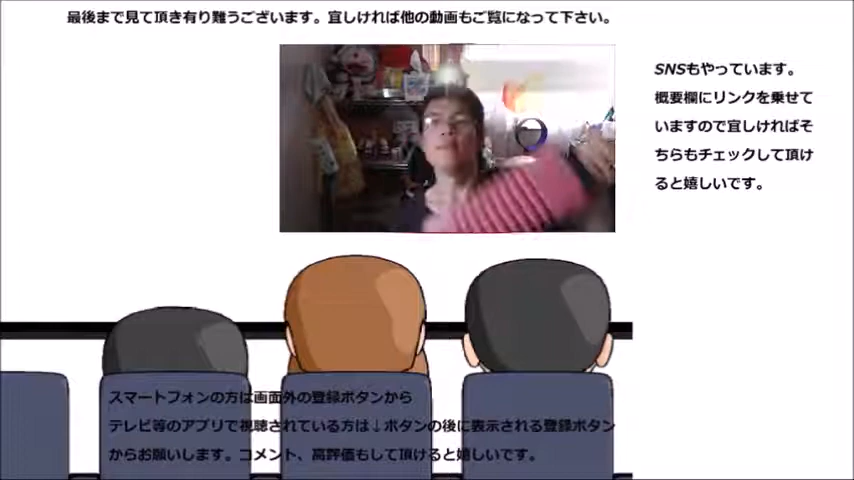 最後まで見て頂き有り難うございます。宜しければ他の動画もご覧になって下さい。
SNSもやっています。
概要欄にリンクを乗せて
いますので宜しければそ
ちらもチェックして頂け
ると嬉しいです。
スマートフォンの方は画面外の登録ボタンから
テレビ等のアプリで視聴されている方は↓ボタンの後に表示される登録ボタン
からお願いします。コメント、高評価もして頂けると嬉しいです。